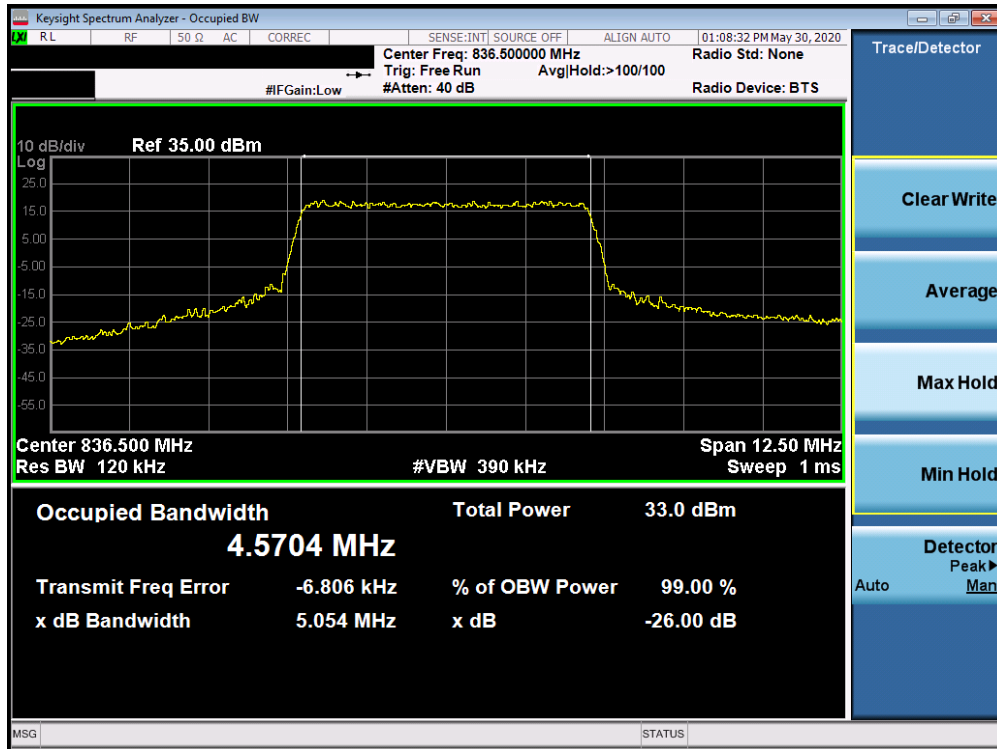 Keysight Spectrum Analyzer - Occupied BW
LXI RL RF 50 Ω AC CORREC SENSE:INT SOURCE OFF ALIGN AUTO 01:08:32 PM May 30, 2020
Center Freq: 836.500000 MHz Radio Std: None
Trig: Free Run Avg|Hold:>100/100
#IFGain:Low #Atten: 40 dB Radio Device: BTS
Trace/Detector
10 dB/div Ref 35.00 dBm
Log
25.0
15.0
5.00
-5.00
-15.0
-25.0
-35.0
-45.0
-55.0
Center 836.500 MHz Span 12.50 MHz
Res BW 120 kHz #VBW 390 kHz Sweep 1 ms
Occupied Bandwidth Total Power 33.0 dBm
4.5704 MHz
Transmit Freq Error -6.806 kHz % of OBW Power 99.00 %
x dB Bandwidth 5.054 MHz x dB -26.00 dB
Clear Write
Average
Max Hold
Min Hold
Detector
Peak▶
Auto Man
MSG STATUS